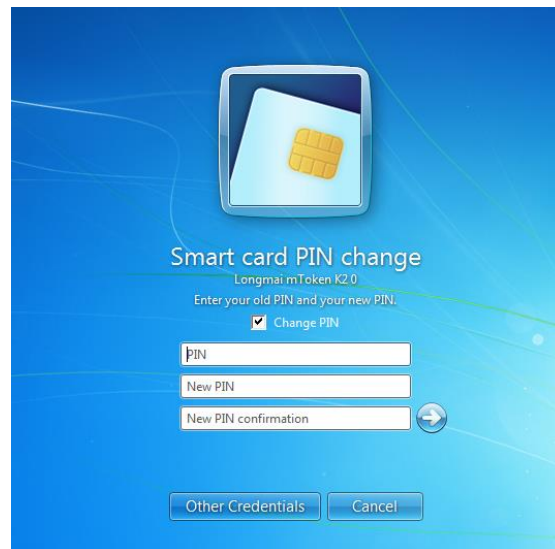 Smart card PIN change
Longmai mToken K2 0
Enter your old PIN and your new PIN.
Change PIN
PIN
New PIN
New PIN confirmation
Other Credentials Cancel